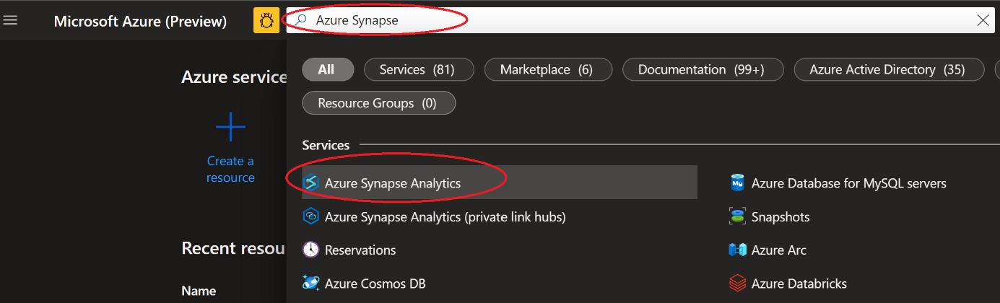 Microsoft Azure (Preview)
Azure Synapse
All
Services (81)
Marketplace (6)
Documentation (99+)
Azure Active Directory (35)
Resource Groups (0)
Azure service
Create a
resource
Recent resou
Name
Services
Azure Synapse Analytics
Azure Database for MySQL servers
Azure Synapse Analytics (private link hubs)
Snapshots
Reservations
Azure Arc
Azure Cosmos DB
Azure Databricks
My